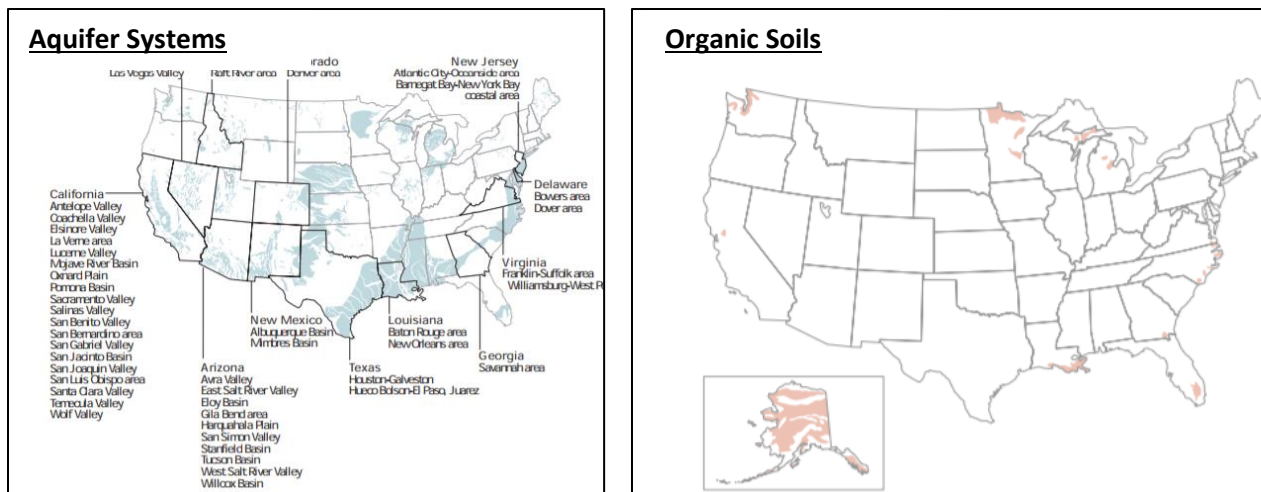 Aquifer Systems
Las Vegas Valley
Raft River area
Denver area
New Jersey
Atlantic City-Oceanside area
Barnegat Bay-New York Bay
coastal area
California
Antelope Valley
Coachella Valley
Elsinore Valley
La Verne area
Lucerne Valley
Mojave River Basin
Oxnard Plain
Pomona Basin
Sacramento Valley
Salinas Valley
San Benito Valley
San Bernardino area
San Gabriel Valley
San Jacinto Basin
San Joaquin Valley
San Luis Obispo area
Santa Clara Valley
Temecula Valley
Wolf Valley
Delaware
Bowers area
Dover area
Virginia
Franklin-Suffolk area
Williamsburg-West
New Mexico
Albuquerque Basin
Mimbres Basin
Louisiana
Baton Rouge area
New Orleans area
Georgia
Savannah area
Arizona
Avra Valley
East Salt River Valley
Eloy Basin
Gila Bend area
Harquahala Plain
San Simon Valley
Stanfield Basin
Tucson Basin
West Salt River Valley
Willcox Basin
Texas
Houston-Galveston
Hueco Bolson-El Paso, Juarez
Organic Soils